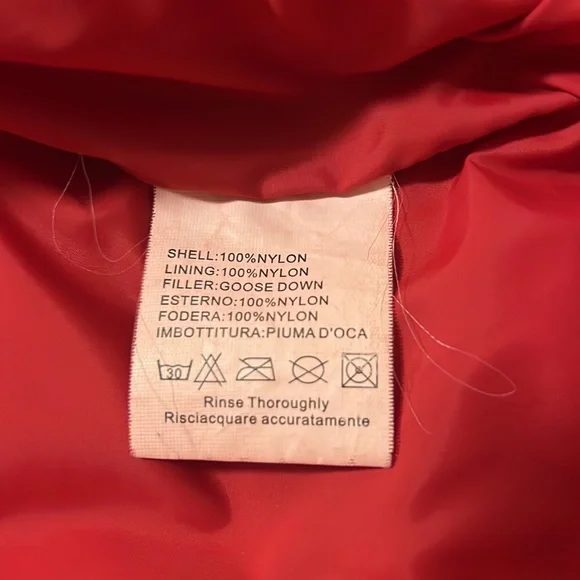 SHELL:100%NYLON
LINING:100%NYLON
FILLER:GOOSE DOWN
ESTERNO:100%NYLON
FODERA:100%NYLON
IMBOTTITURA:PIUMA D'OCA
30
Rinse Thoroughly
Risciacquare accuratamente